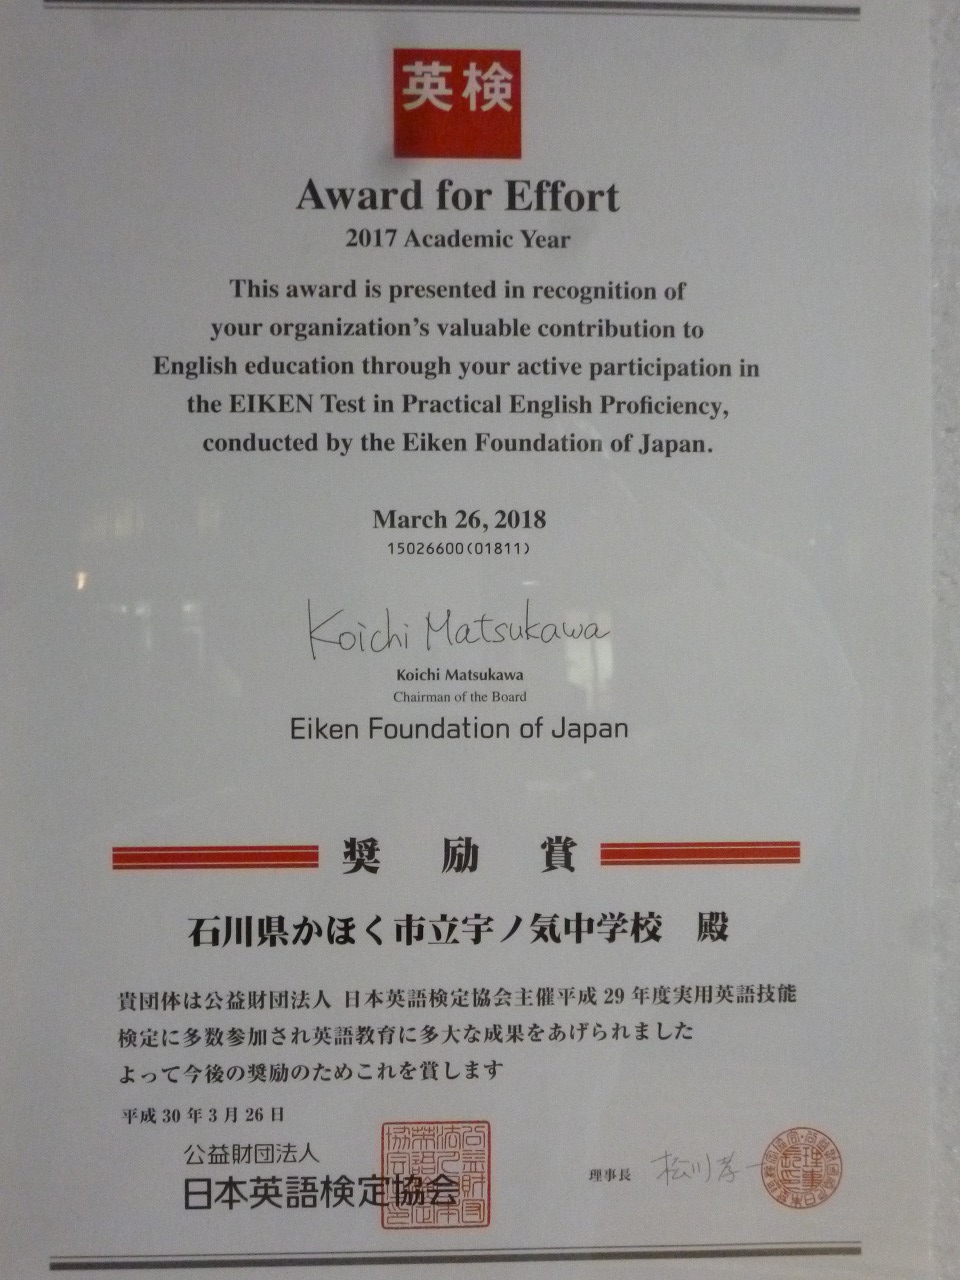 英検
Award for Effort
2017 Academic Year
This award is presented in recognition of
your organization's valuable contribution to
English education through your active participation in
the EIKEN Test in Practical English Proficiency,
conducted by the Eiken Foundation of Japan.
March 26, 2018
15026600(01811)
Koichi Matsukawa
Koichi Matsukawa
Chairman of the Board
Eiken Foundation of Japan
奨励賞
石川県かほく市立宇ノ気中学校 殿
貴団体は公益財団法人 日本英語検定協会主催平成29年度実用英語技能
検定に多数参加され英語教育に多大な成果をあげられました
よって今後の奨励のためこれを賞します
平成30年3月26日
公益財団法人
日本英語検定協会
理事長 松川孝一